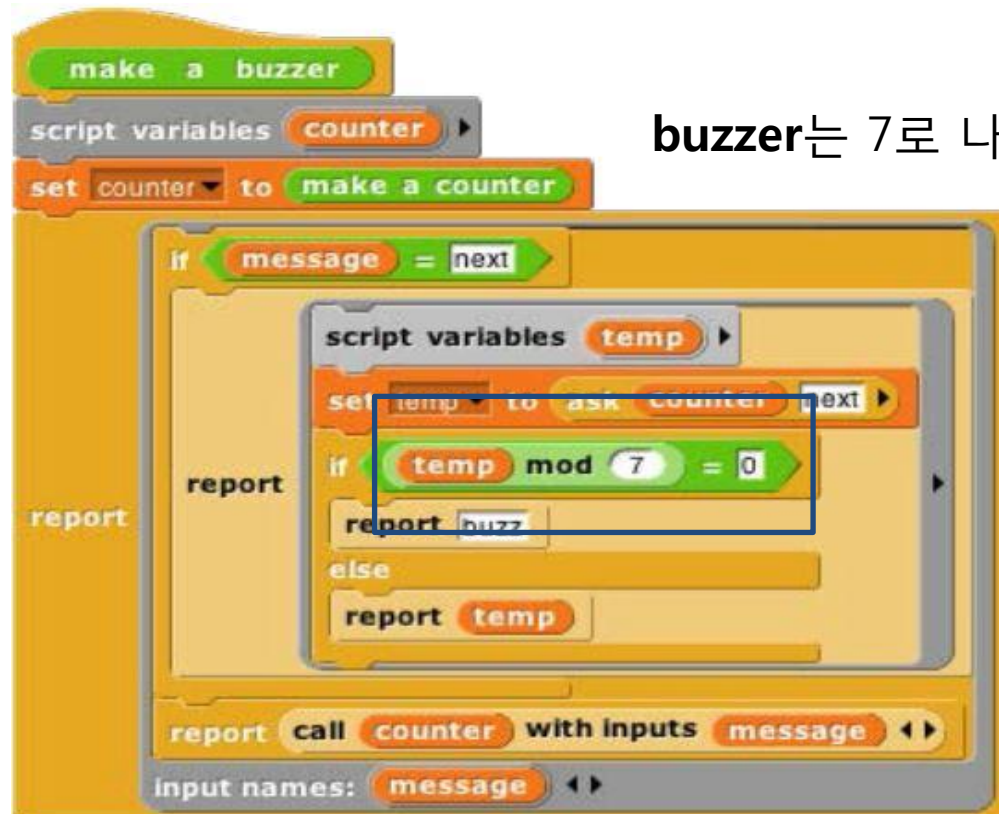 make a buzzer
script variables counter
buzzer는 7로 나
set counter to make a counter
if message = next
script variables temp
set temp to ask counter next
if temp mod 7 = 0
report
report
report buzz
else
report temp
report call counter with inputs message
input names: message